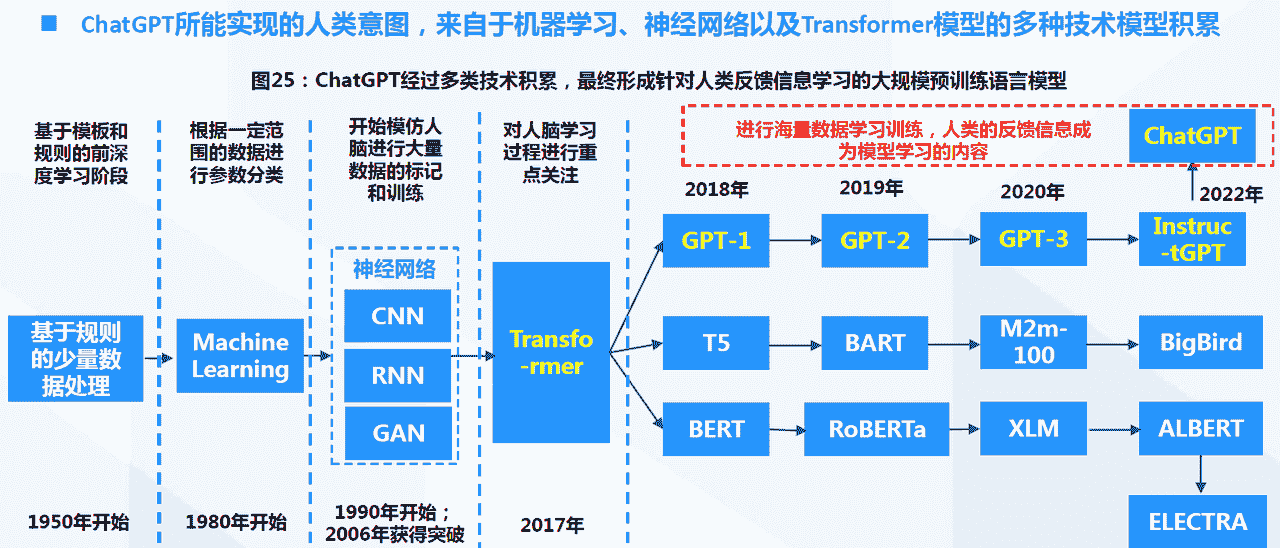 ChatGPT所能实现的人类意图，来自于机器学习、神经网络以及Transformer模型的多种技术模型积累
图25：ChatGPT经过多类技术积累，最终形成针对人类反馈信息学习的大规模预训练语言模型
基于模板和
规则的前深
度学习阶段
根据一定范
围的数据进
行参数分类
开始模仿人
脑进行大量
数据的标记
和训练
对人脑学习
过程进行重
点关注
进行海量数据学习训练，人类的反馈信息成
为模型学习的内容
ChatGPT
2018年
2019年
2020年
2022年
GPT-1
GPT-2
GPT-3
Instruc
-tGPT
神经网络
CNN
RNN
GAN
基于规则
的少量数
据处理
Machine
Learning
Transfo
-rmer
T5
BART
M2m-
100
BigBird
BERT
RoBERTa
XLM
ALBERT
ELECTRA
1950年开始
1980年开始
1990年开始；
2006年获得突破
2017年